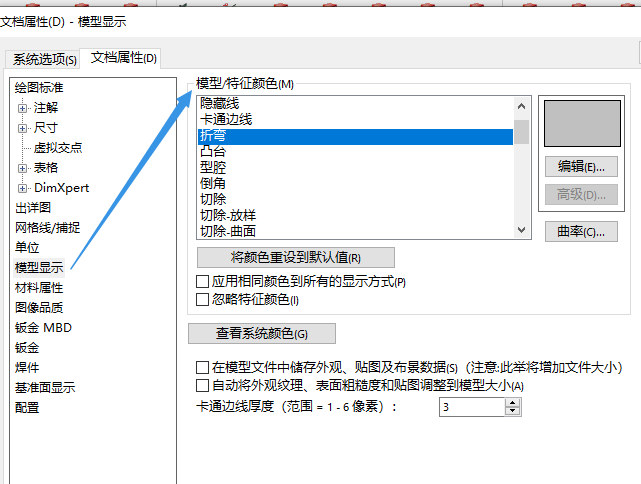 文档属性(D) - 模型显示
系统选项(S)
文档属性(D)
绘图标准
注解
尺寸
虚拟交点
表格
DimXpert
出详图
网格线/捕捉
单位
模型显示
材料属性
图像品质
钣金 MBD
钣金
焊件
基准面显示
配置
模型/特征颜色(M)
隐藏线
卡通边线
折弯
凸台
型腔
倒角
切除
切除-放样
切除-曲面
编辑(E)...
高级(D)...
曲率(C)...
将颜色重设到默认值(R)
应用相同颜色到所有的显示方式(P)
忽略特征颜色(I)
查看系统颜色(G)
在模型文件中储存外观、贴图及布景数据(S)（注意:此举将增加文件大小）
自动将外观纹理、表面粗糙度和贴图调整到模型大小(A)
卡通边线厚度（范围 = 1 - 6 像素）:
3